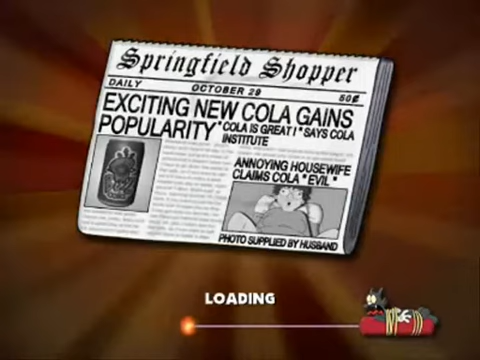 Springfield Shopper
DAILY OCTOBER 29 50¢
EXCITING NEW COLA GAINS
POPULARITY "COLA IS GREAT!" SAYS COLA
INSTITUTE
ANNOYING HOUSEWIFE
CLAIMS COLA "EVIL"
PHOTO SUPPLIED BY HUSBAND
LOADING